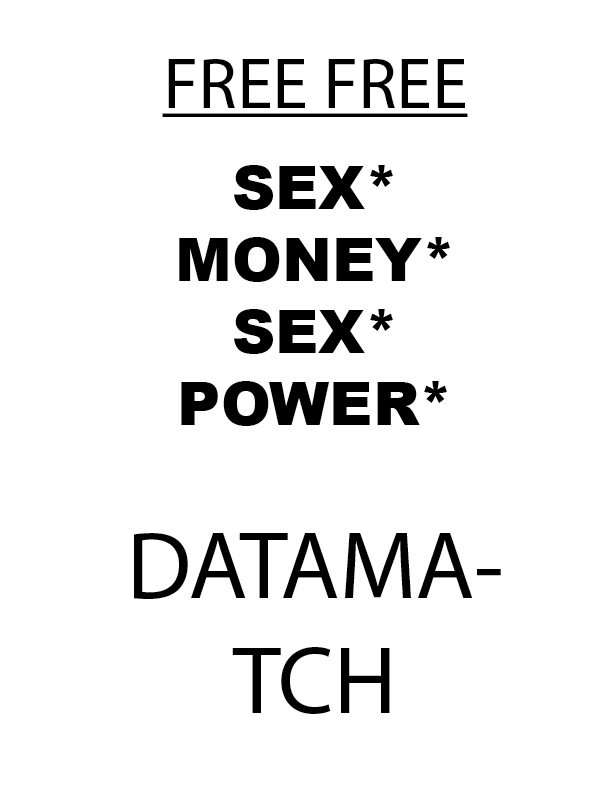 FREE FREE
SEX*
MONEY*
SEX*
POWER*
DATAMA-
TCH